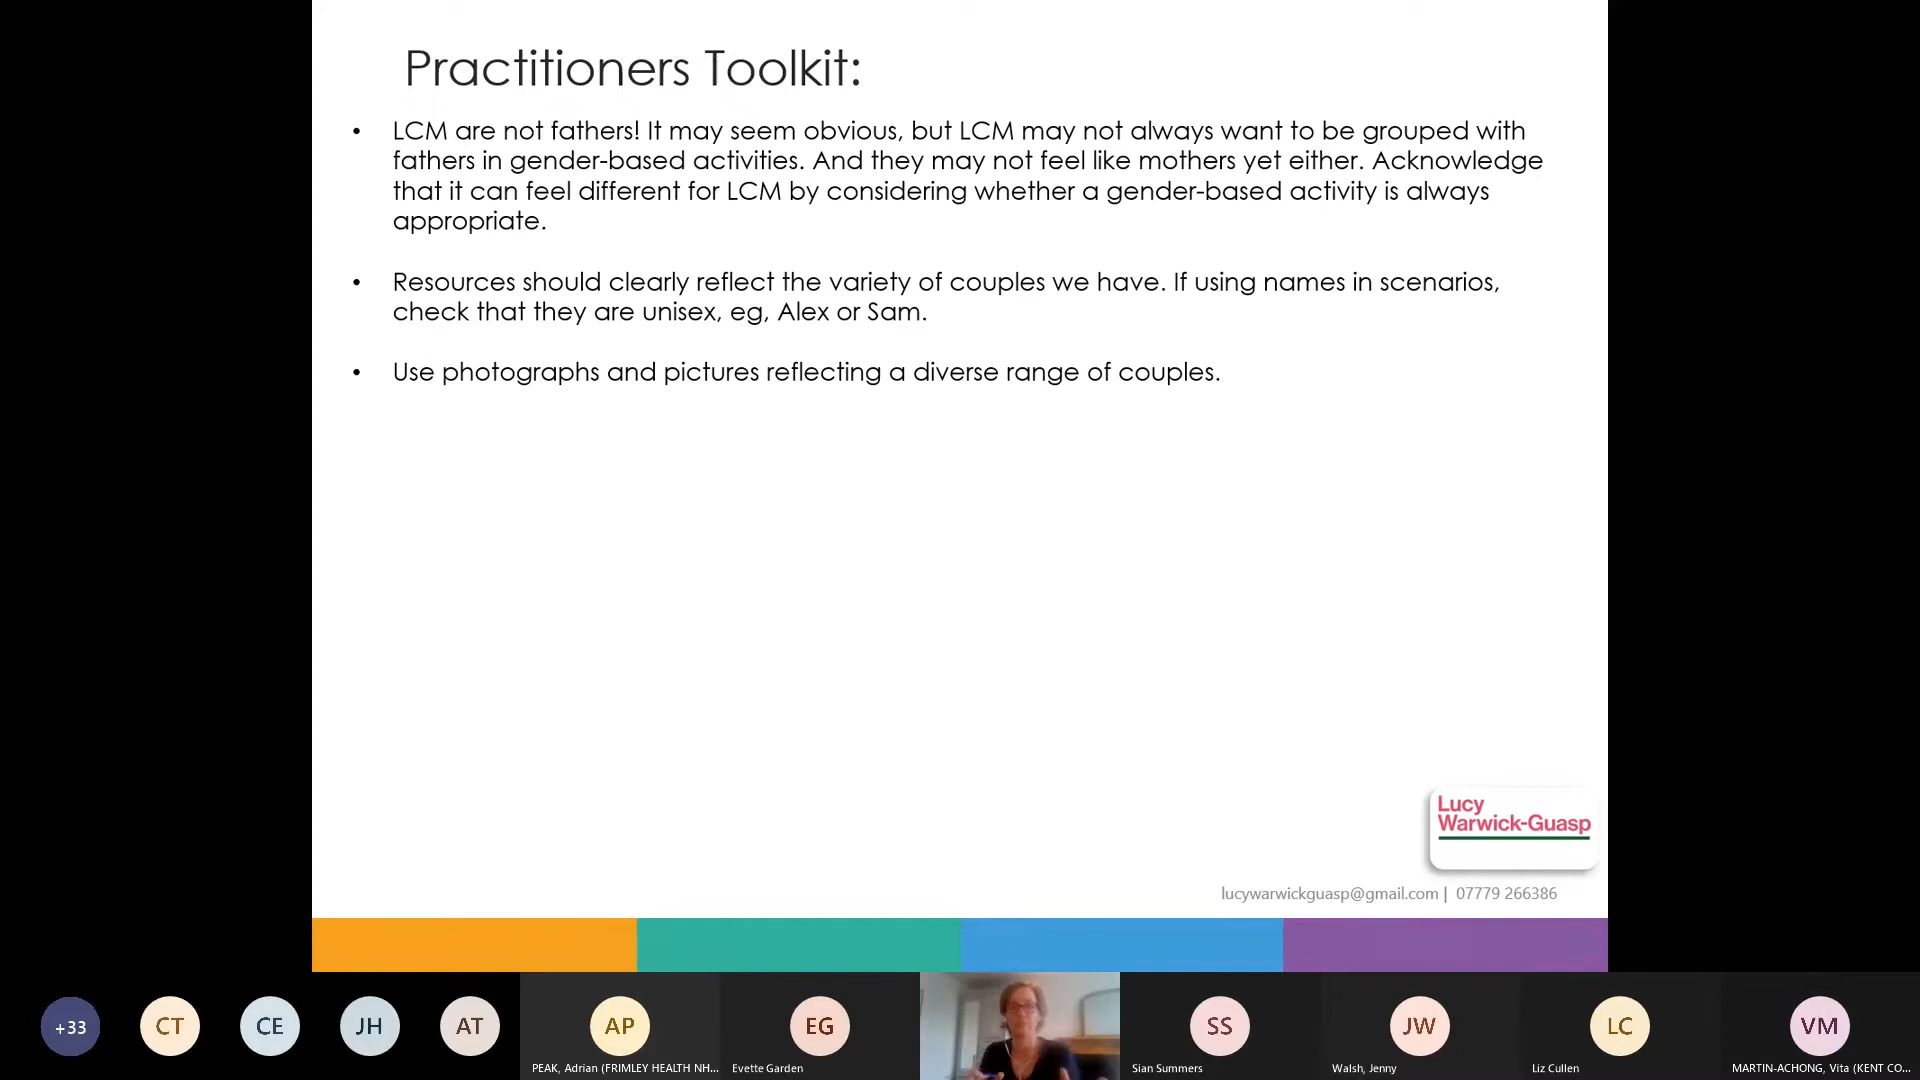 Practitioners Toolkit:
• LCM are not fathers! It may seem obvious, but LCM may not always want to be grouped with
fathers in gender-based activities. And they may not feel like mothers yet either. Acknowledge
that it can feel different for LCM by considering whether a gender-based activity is always
appropriate.
• Resources should clearly reflect the variety of couples we have. If using names in scenarios,
check that they are unisex, eg, Alex or Sam.
• Use photographs and pictures reflecting a diverse range of couples.
Lucy
Warwick-Guasp
lucywarwickguasp@gmail.com | 07779 266386
+33 CT CE JH AT AP EG SS JW LC VM
PEAK, Adrian (FRIMLEY HEALTH NH... Evette Garden Sian Summers Walsh, Jenny Liz Cullen MARTIN-ACHONG, Vita (KENT CO...